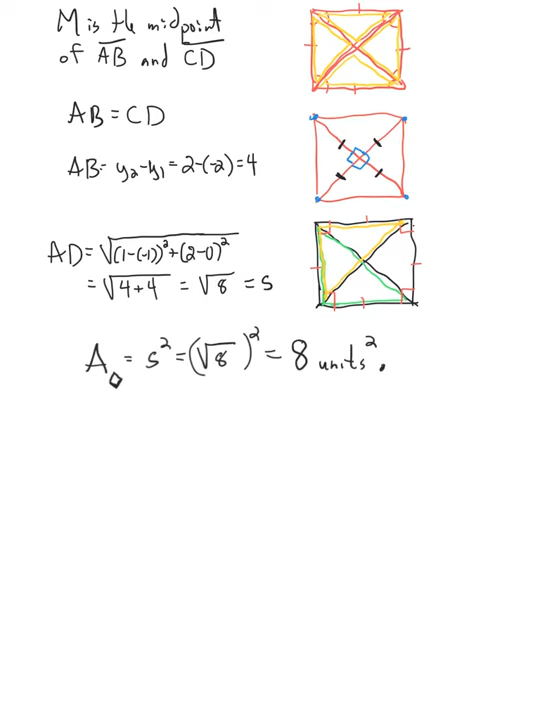 M is the midpoint
of AB and CD
AB = CD
AB = y₂ - y₁ = 2 - (-2) = 4
AD = √(1-(-1))² + (2-0)²
= √4+4 = √8 = s
A◇ = s² = (√8)² = 8 units².